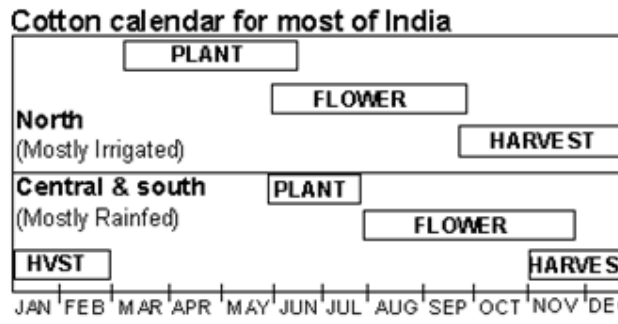 Cotton calendar for most of India
PLANT
FLOWER
North
(Mostly Irrigated)
HARVEST
Central & south
(Mostly Rainfed)
PLANT
FLOWER
HVST
HARVES
JAN FEB MAR APR MAY JUN JUL AUG SEP OCT NOV DEC